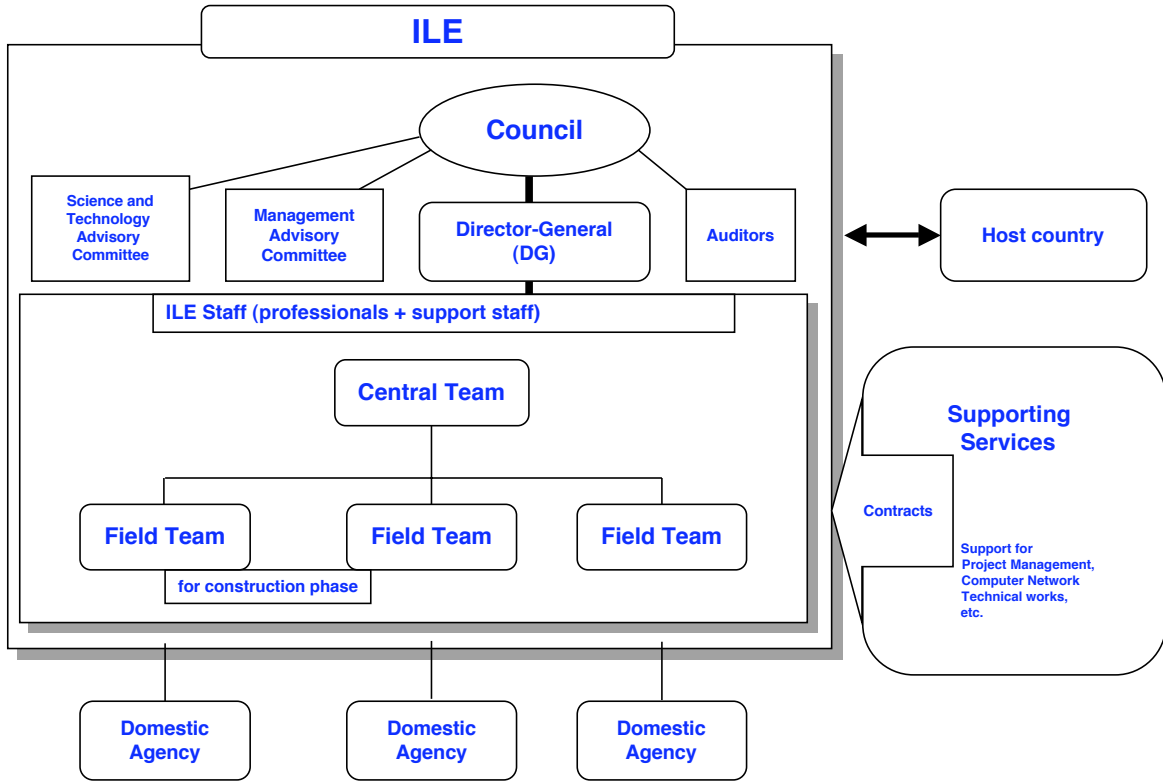 ILE
Council
Science and
Technology
Advisory
Committee
Management
Advisory
Committee
Director-General
(DG)
Auditors
Host country
ILE Staff (professionals + support staff)
Central Team
Supporting
Services
Contracts
Field Team
Field Team
Field Team
Support for
Project Management,
Computer Network
Technical works,
etc.
for construction phase
Domestic
Agency
Domestic
Agency
Domestic
Agency